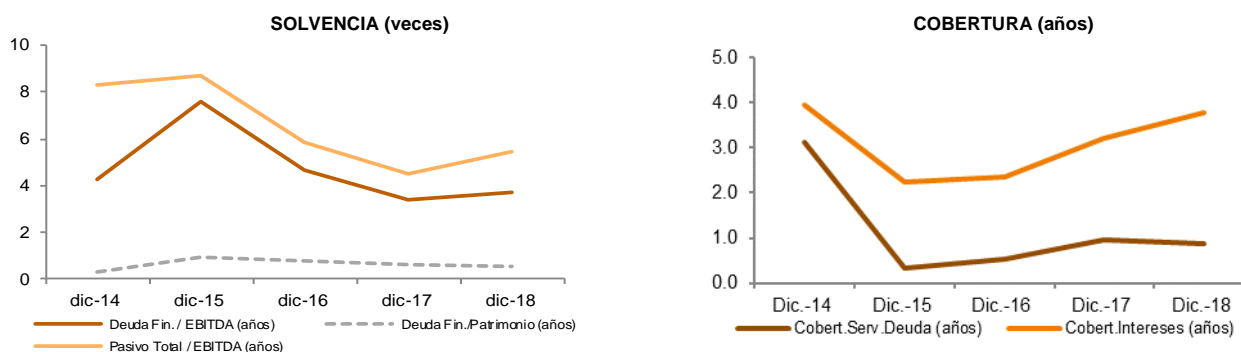 SOLVENCIA (veces)
10
8
6
4
2
0
dic-14 dic-15 dic-16 dic-17 dic-18
Deuda Fin. / EBITDA (años) Deuda Fin./Patrimonio (años)
Pasivo Total / EBITDA (años)
COBERTURA (años)
5.0
4.0
3.0
2.0
1.0
0.0
Dic.-14 Dic.-15 Dic.-16 Dic.-17 Dic.-18
Cobert.Serv.Deuda (años) Cobert.Intereses (años)